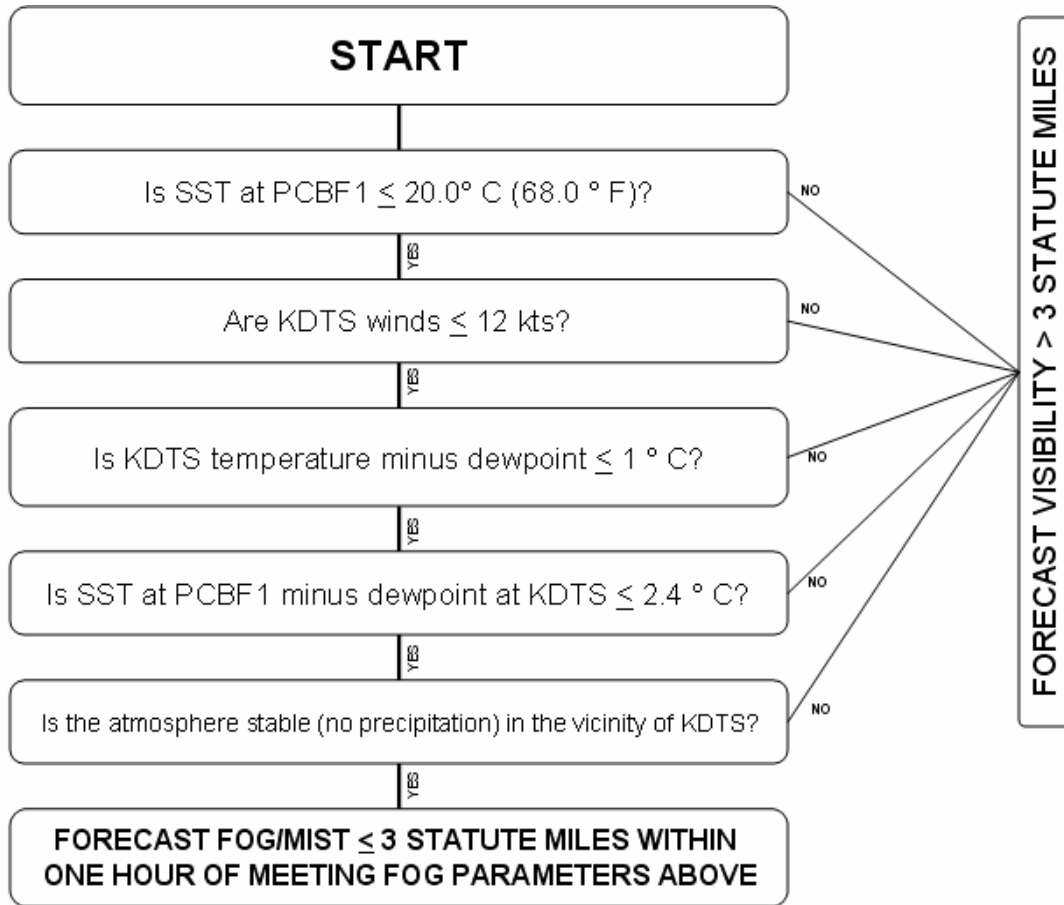 START
Is SST at PCBF1 ≤ 20.0° C (68.0 ° F)?
NO
YES
Are KDTS winds ≤ 12 kts?
NO
YES
Is KDTS temperature minus dewpoint ≤ 1 ° C?
NO
YES
Is SST at PCBF1 minus dewpoint at KDTS ≤ 2.4 ° C?
NO
YES
Is the atmosphere stable (no precipitation) in the vicinity of KDTS?
NO
YES
FORECAST FOG/MIST ≤ 3 STATUTE MILES WITHIN
ONE HOUR OF MEETING FOG PARAMETERS ABOVE
FORECAST VISIBILITY > 3 STATUTE MILES